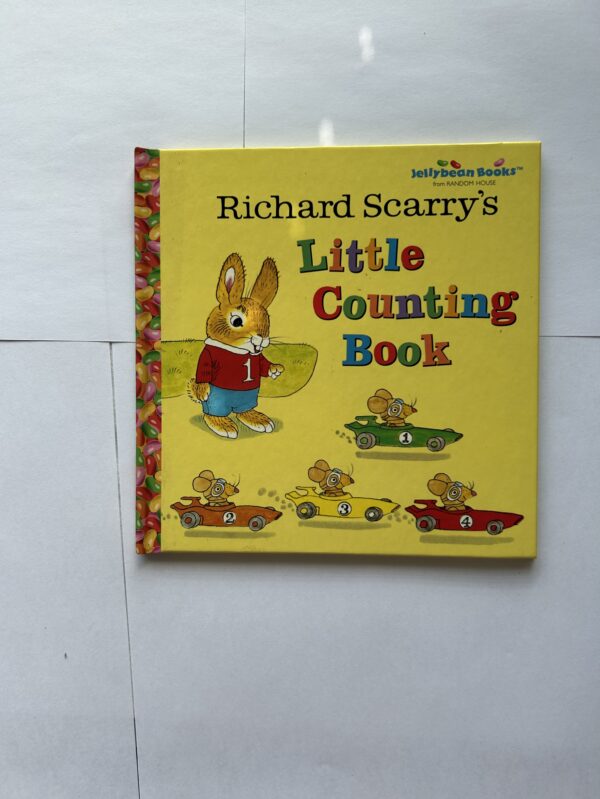 Jellybean Books™
from RANDOM HOUSE
Richard Scarry's
Little
Counting
Book
1
1
2
3
4